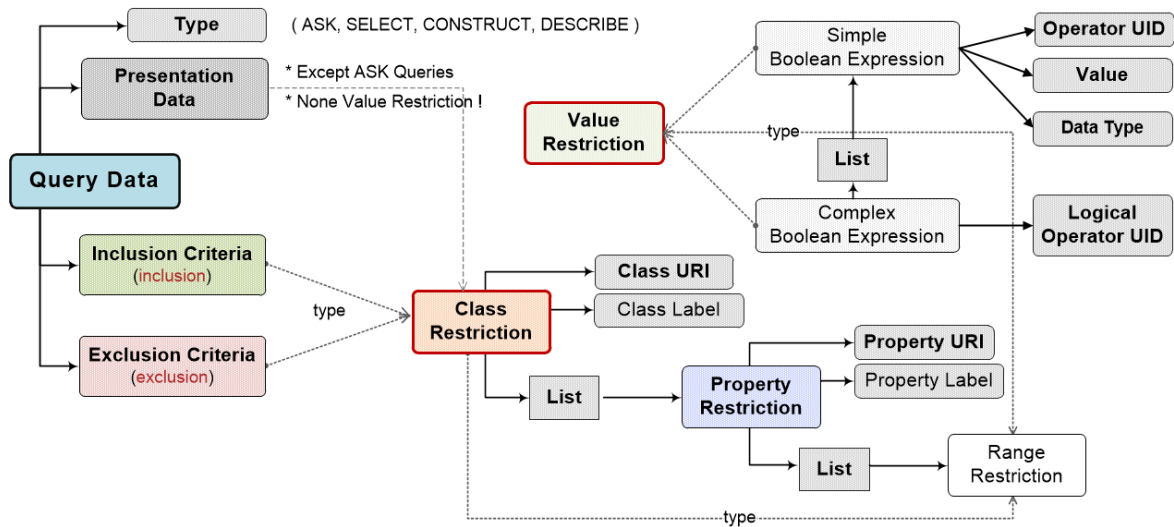 Type
( ASK, SELECT, CONSTRUCT, DESCRIBE )
Presentation
Data
* Except ASK Queries
* None Value Restriction !
Query Data
Inclusion Criteria
(inclusion)
Exclusion Criteria
(exclusion)
type
Class
Restriction
Class URI
Class Label
List
Property
Restriction
Property URI
Property Label
List
Range
Restriction
type
Value
Restriction
type
Simple
Boolean Expression
List
Complex
Boolean Expression
Operator UID
Value
Data Type
Logical
Operator UID